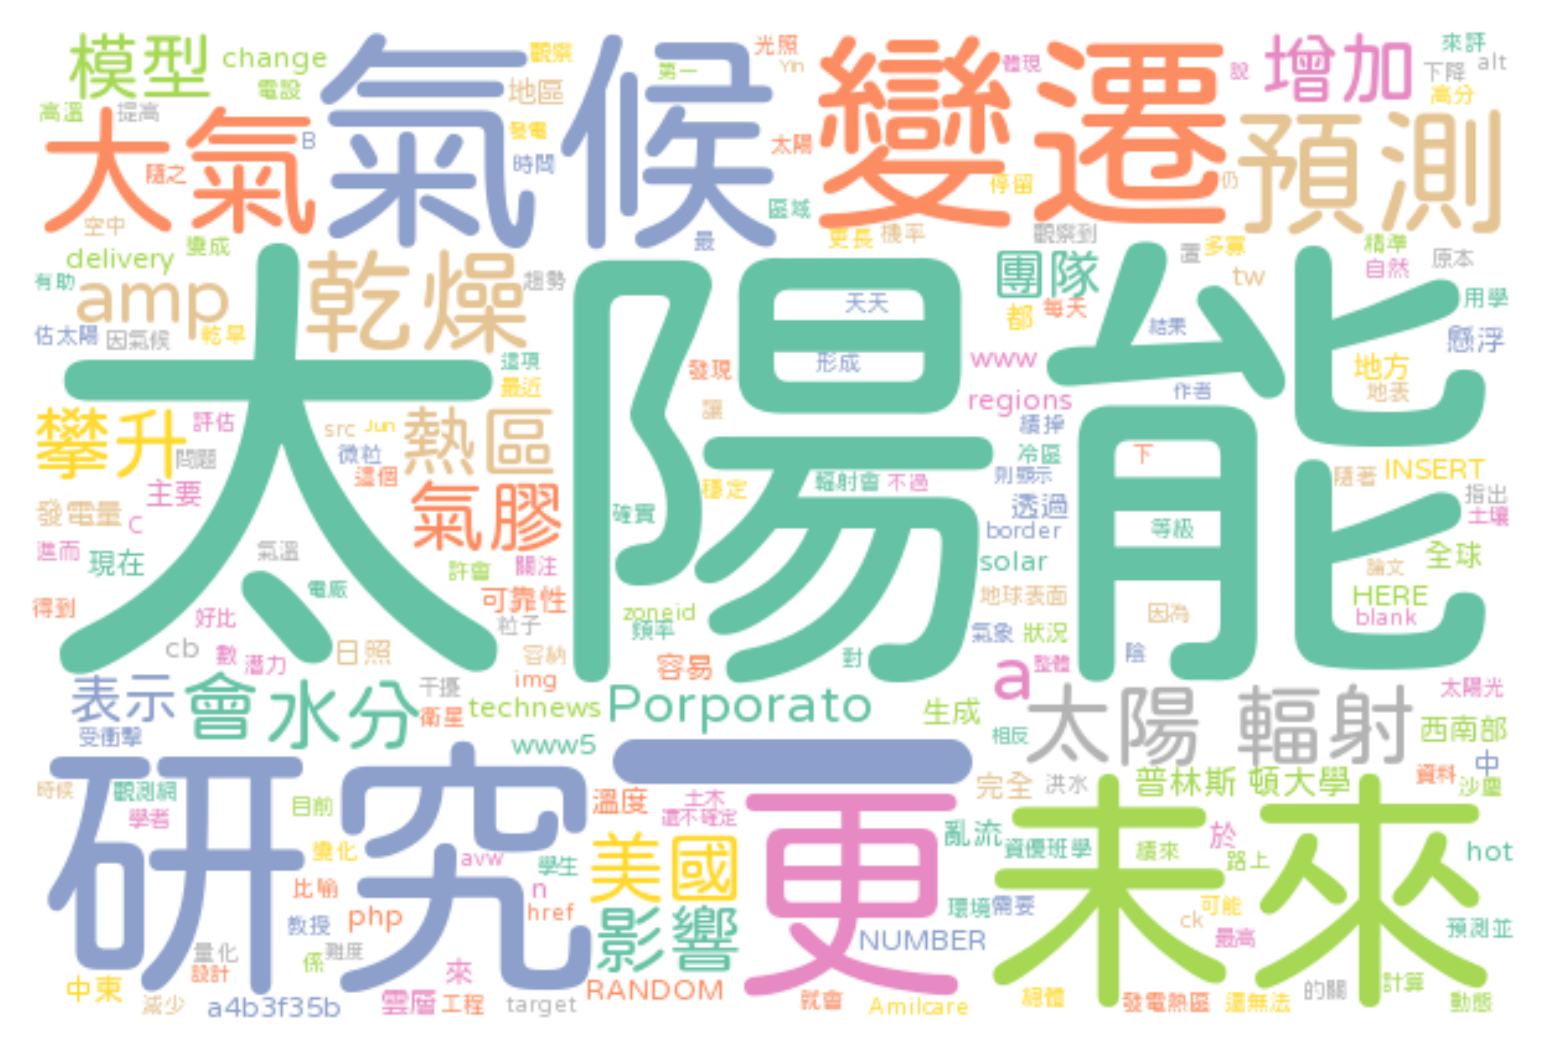 模型
change
觀察
電設
高溫
提高
地區
氣候
第一
光照
Yin
太陽
變遷
體現
說
增加
來評
下降
alt
高分
大氣
隨之
B
發電
時間
空中
區域
停留
仍
預測
變成
delivery
有助
amp
乾燥
趨勢
最
更長
機率
觀察到
團隊
置
多寡
tw
都
每天
精準
自然
原本
用學
懸浮
估太陽
因氣候
乾旱
太陽能
天天
形成
結果
作者
地方
地表
這項
最近
發現
讓
www
regions
攀升
評估
問題
src
Jun
微粒
這個
熱區
冷區
則顯示
下
隨著
INSERT
指出
土壤
主要
發電量
C
氣膠
穩定
輻射會
不過
確實
透過
border
等級
進而
現在
氣溫
許會
關注
電廠
solar
全球
論文
得到
好比
可靠性
粒子
zoneid
頻率
地球表面
因為
HERE
blank
氣象
狀況
cb
數
潛力
日照
容納
img
容易
對
陰
a
整體
表示
會
水分
干擾
衛星
technews
Porporato
生成
太陽 輻射
太陽光
西南部
受衝擊
www5
相反
研究
一
更
未來
完全
洪水
普林斯 頓大學
資料
中
沙塵
時候
觀測網
學者
目前
溫度
土木
還不確定
亂流
資優班學
績來
於
路上
hot
變化
avw
學生
美國
比喻
n
href
php
教授
影響
環境
需要
ck
可能
最高
預測並
NUMBER
量化
難度
設計
係
來
中東
減少
a4b3f35b
雲層
工程
target
RANDOM
就會
Amilcare
發電熱區
還無法
的關
計算
動態